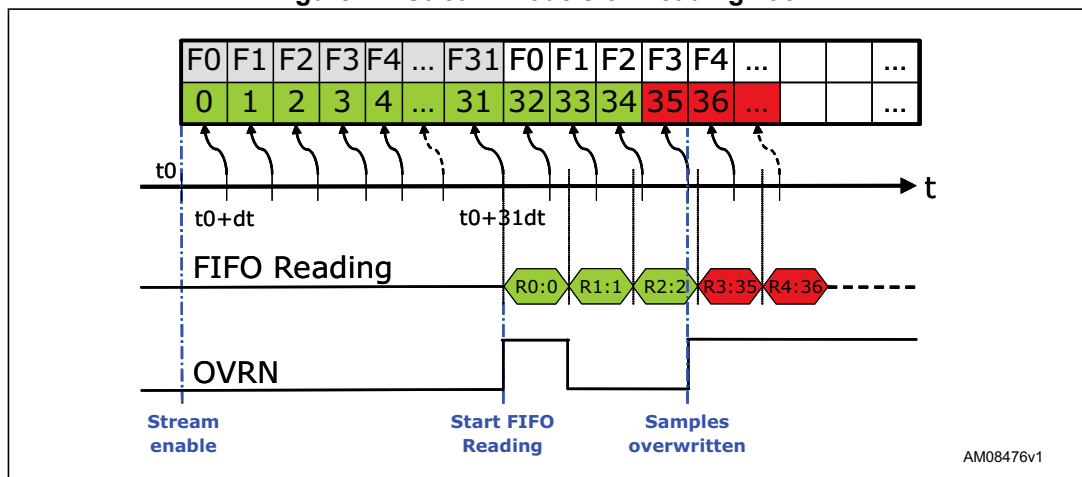 F0 F1 F2 F3 F4 ... F31 F0 F1 F2 F3 F4 ... ...
0 1 2 3 4 ... 31 32 33 34 35 36 ... ...
t0
t
t0+dt t0+31dt
FIFO Reading
R0:0 R1:1 R2:2 R3:35 R4:36
OVRN
Stream enable
Start FIFO Reading
Samples overwritten
AM08476v1